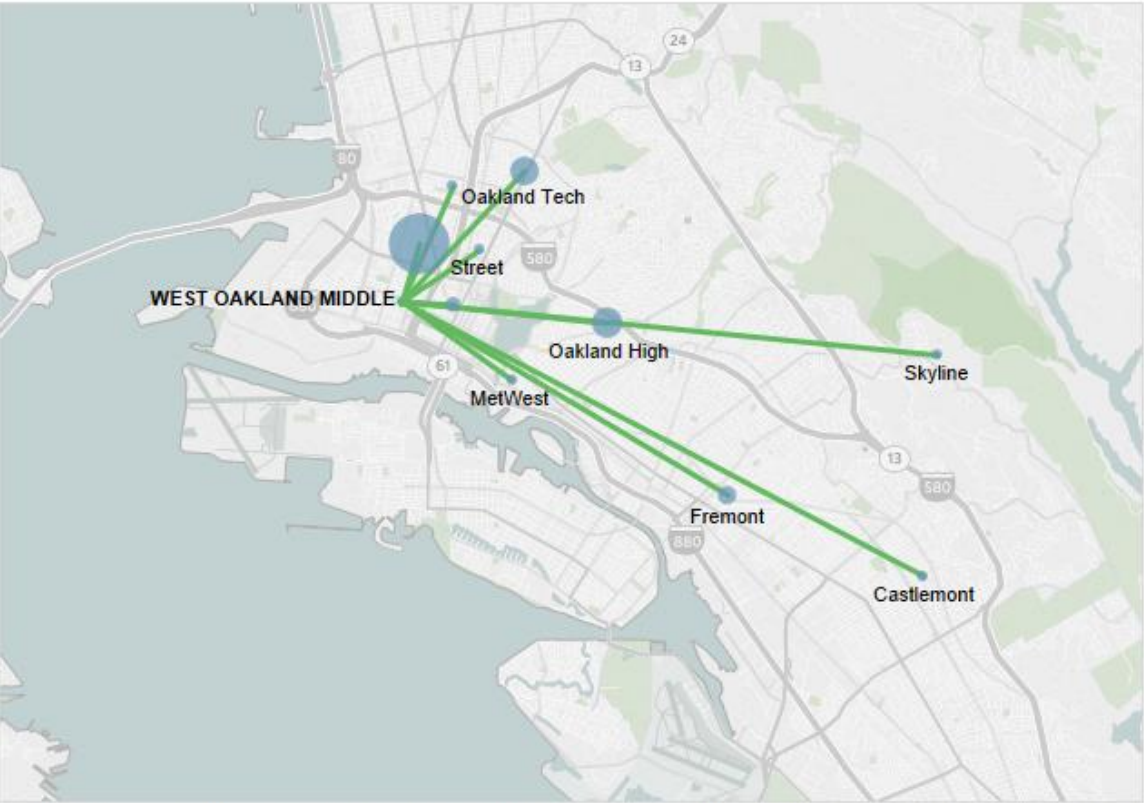 24
13
80
Oakland Tech
580
Street
WEST OAKLAND MIDDLE
Oakland High
61
Skyline
MetWest
13
580
Fremont
880
Castlemont